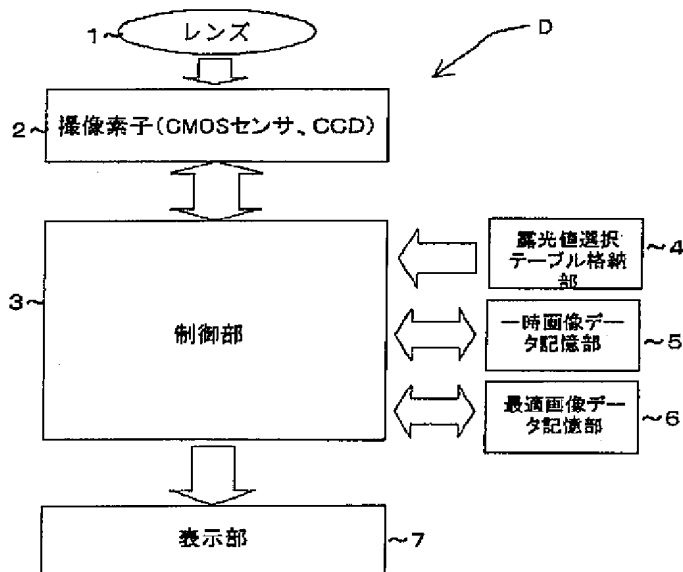 1
レンズ
D
2
撮像素子(CMOSセンサ、CCD)
3
制御部
露光値選択
テーブル格納
部
4
一時画像デー
タ記憶部
5
最適画像デー
タ記憶部
6
表示部
7